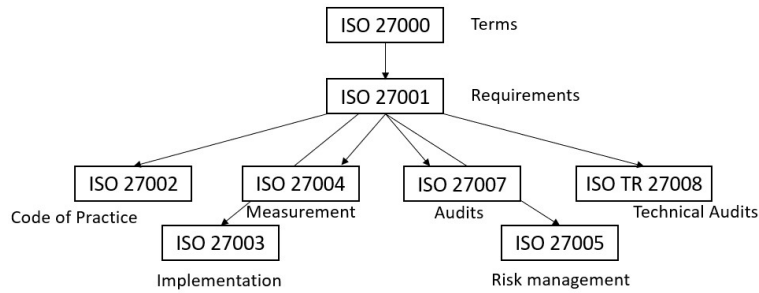 ISO 27000
Terms
ISO 27001
Requirements
ISO 27002
ISO 27004
ISO 27007
ISO TR 27008
Code of Practice
Measurement
Audits
Technical Audits
ISO 27003
ISO 27005
Implementation
Risk management